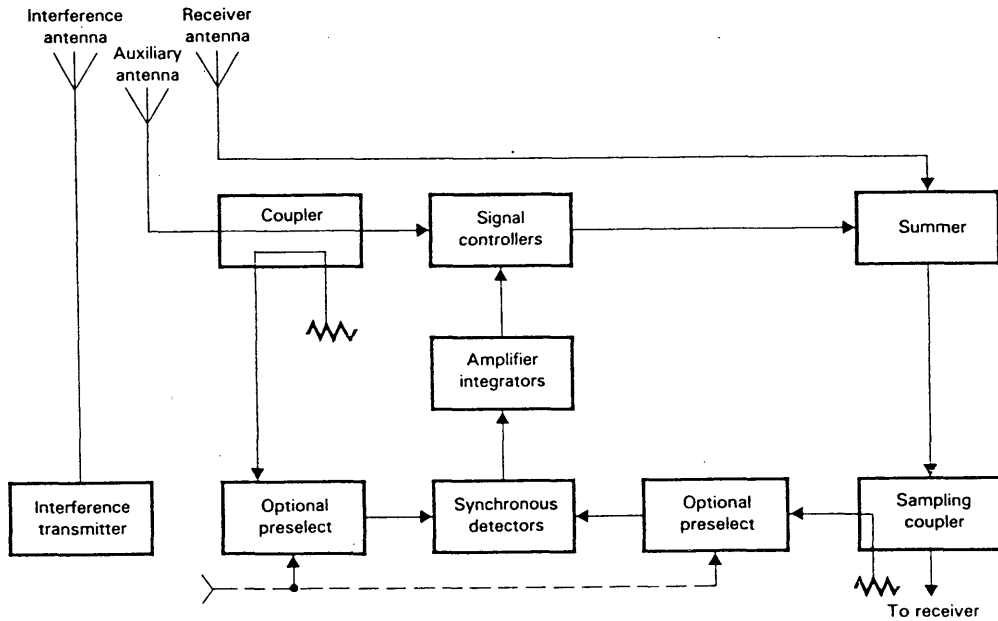 Interference
antenna
Auxiliary
antenna
Receiver
antenna
Coupler
Signal
controllers
Summer
Amplifier
integrators
Interference
transmitter
Optional
preselect
Synchronous
detectors
Optional
preselect
Sampling
coupler
To receiver